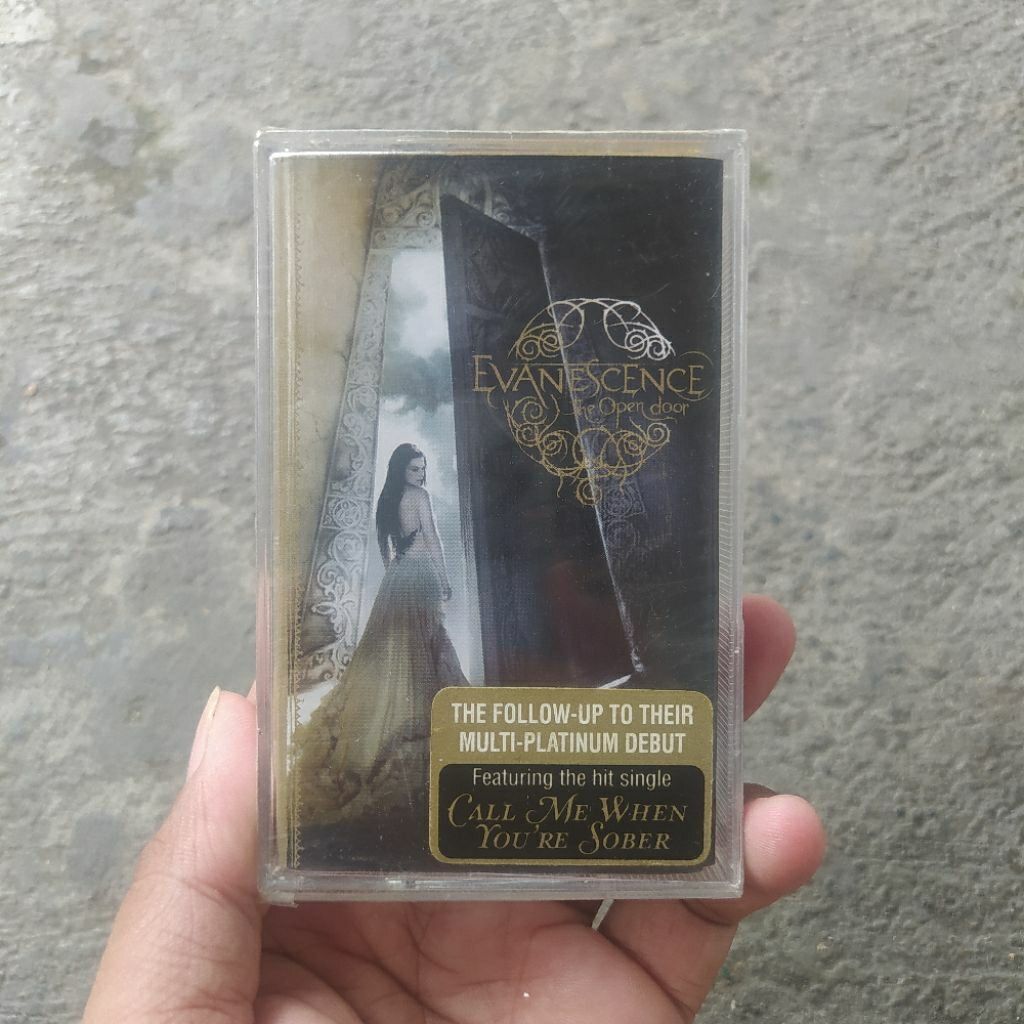 EVANESCENCE
The Open door
THE FOLLOW-UP TO THEIR
MULTI-PLATINUM DEBUT
Featuring the hit single
CALL ME WHEN
YOU'RE SOBER